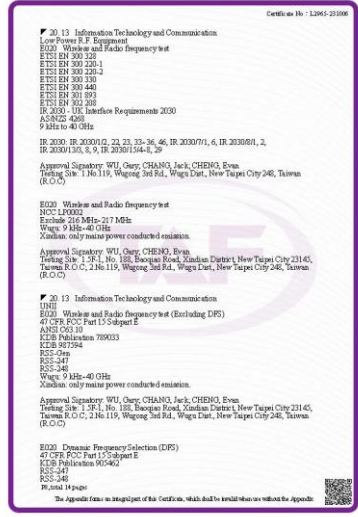 Certificate No : L2965-231006
20. 13 Information Technology and Communication
Low Power R.F. Equipment
E020 Wireless and Radio frequency test
ETSI EN 300 328
ETSI EN 300 220-1
ETSI EN 300 220-2
ETSI EN 300 330
ETSI EN 300 440
ETSI EN 301 893
ETSI EN 302 208
IR 2030 - UK Interface Requirements 2030
AS/NZS 4268
9 kHz to 40 GHz
IR 2030: IR 2030/1/2, 22, 23, 33-36, 46, IR 2030/7/1, 6, IR 2030/8/1, 2,
IR 2030/13/3, 8, 9, IR 2030/15/4-8, 29
Approval Signatory: WU, Gary; CHANG, Jack; CHENG, Evan
Testing Site: 1.No.119, Wugong 3rd Rd., Wugu Dist., New Taipei City 248, Taiwan
(R.O.C)
E020 Wireless and Radio frequency test
NCC LP0002
Exclude 216 MHz- 217 MHz
Wugu: 9 kHz-40 GHz
Xindian: only mains power conducted emission.
Approval Signatory: WU, Gary; CHENG, Evan
Testing Site: 1.5F-1, No. 188, Baoqiao Road, Xindian District, New Taipei City 23145,
Taiwan R.O.C; 2.No.119, Wugong 3rd Rd., Wugu Dist., New Taipei City 248, Taiwan
(R.O.C)
IAF
20. 13 Information Technology and Communication
UNII
E020 Wireless and Radio frequency test (Excluding DFS)
47 CFR FCC Part 15 Subpart E
ANSI C63.10
KDB Publication 789033
KDB 987594
RSS-Gen
RSS-247
RSS-248
Wugu: 9 kHz-40 GHz
Xindian: only mains power conducted emission.
Approval Signatory: WU, Gary; CHANG, Jack; CHENG, Evan
Testing Site: 1.5F-1, No. 188, Baoqiao Road, Xindian District, New Taipei City 23145,
Taiwan R.O.C; 2.No.119, Wugong 3rd Rd., Wugu Dist., New Taipei City 248, Taiwan
(R.O.C)
E020 Dynamic Frequency Selection (DFS)
47 CFR FCC Part 15 Subpart E
KDB Publication 905462
RSS-247
RSS-248
total 14 pages
The Appendix forms an integral part of this Certificate, which shall be invalid when use without the Appendix